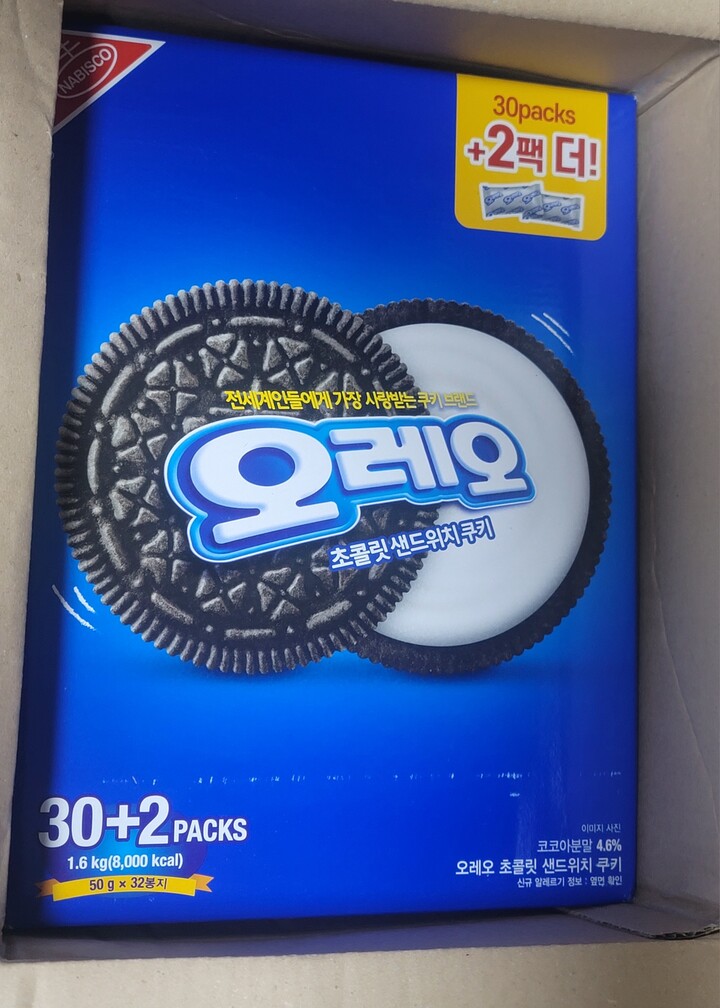 NABISCO
30packs
+2팩 더!
전세계인들에게 가장 사랑받는 쿠키 브랜드
오레오
초콜릿 샌드위치 쿠키
30+2 PACKS
1.6 kg(8,000 kcal)
50 g × 32봉지
이미지 사진
코코아분말 4.6%
오레오 초콜릿 샌드위치 쿠키
신규 알레르기 정보 : 옆면 확인